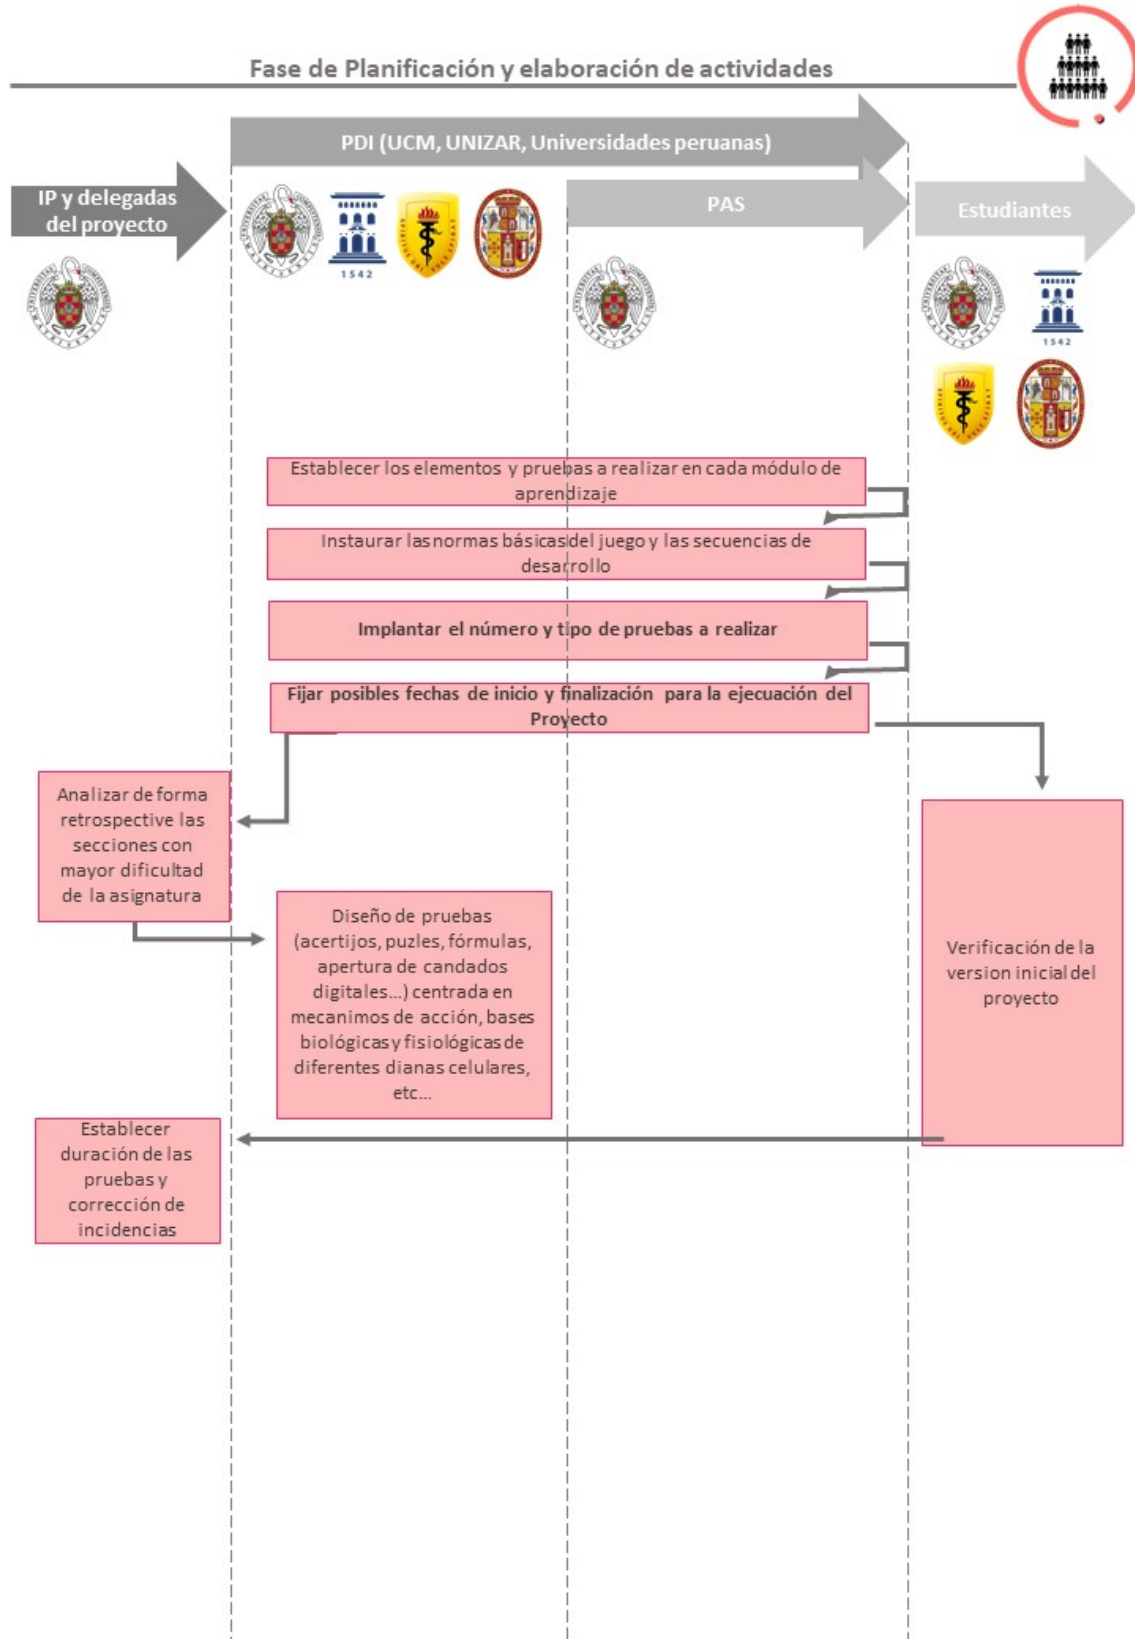 Fase de Planificación y elaboración de actividades
PDI (UCM, UNIZAR, Universidades peruanas)
IP y delegadas
del proyecto
PAS
Estudiantes
1542
1542
Establecer los elementos y pruebas a realizar en cada módulo de
aprendizaje
Instaurar las normas básicas del juego y las secuencias de
desarrollo
Implantar el número y tipo de pruebas a realizar
Fijar posibles fechas de inicio y finalización para la ejecuación del
Proyecto
Analizar de forma
retrospective las
secciones con
mayor dificultad
de la asignatura
Diseño de pruebas
(acertijos, puzles, fórmulas,
apertura de candados
digitales...) centrada en
mecanimos de acción, bases
biológicas y fisiológicas de
diferentes dianas celulares,
etc...
Verificación de la
version inicial del
proyecto
Establecer
duración de las
pruebas y
corrección de
incidencias